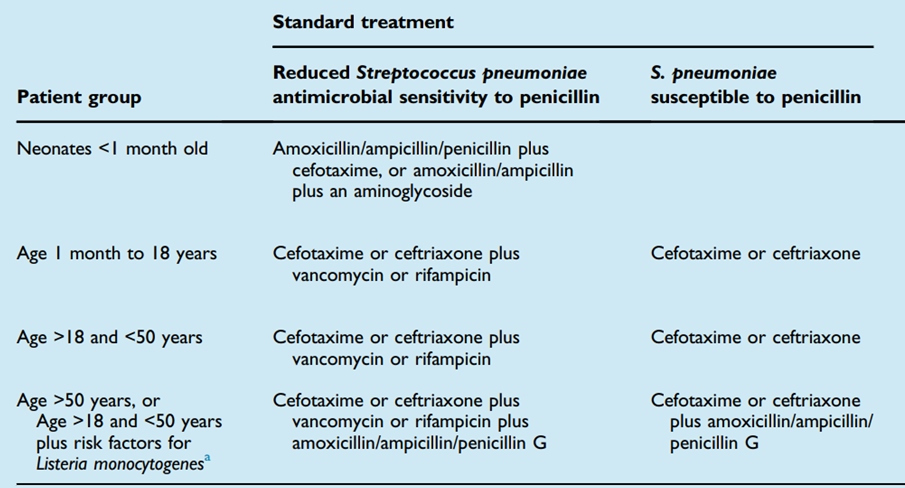 Standard treatment
Patient group
Reduced Streptococcus pneumoniae
antimicrobial sensitivity to penicillin
S. pneumoniae
susceptible to penicillin
Neonates <1 month old
Amoxicillin/ampicillin/penicillin plus
cefotaxime, or amoxicillin/ampicillin
plus an aminoglycoside
Age 1 month to 18 years
Cefotaxime or ceftriaxone plus
vancomycin or rifampicin
Cefotaxime or ceftriaxone
Age >18 and <50 years
Cefotaxime or ceftriaxone plus
vancomycin or rifampicin
Cefotaxime or ceftriaxone
Age >50 years, or
Age >18 and <50 years
plus risk factors for
Listeria monocytogenesª
Cefotaxime or ceftriaxone plus
vancomycin or rifampicin plus
amoxicillin/ampicillin/penicillin G
Cefotaxime or ceftriaxone
plus amoxicillin/ampicillin/
penicillin G